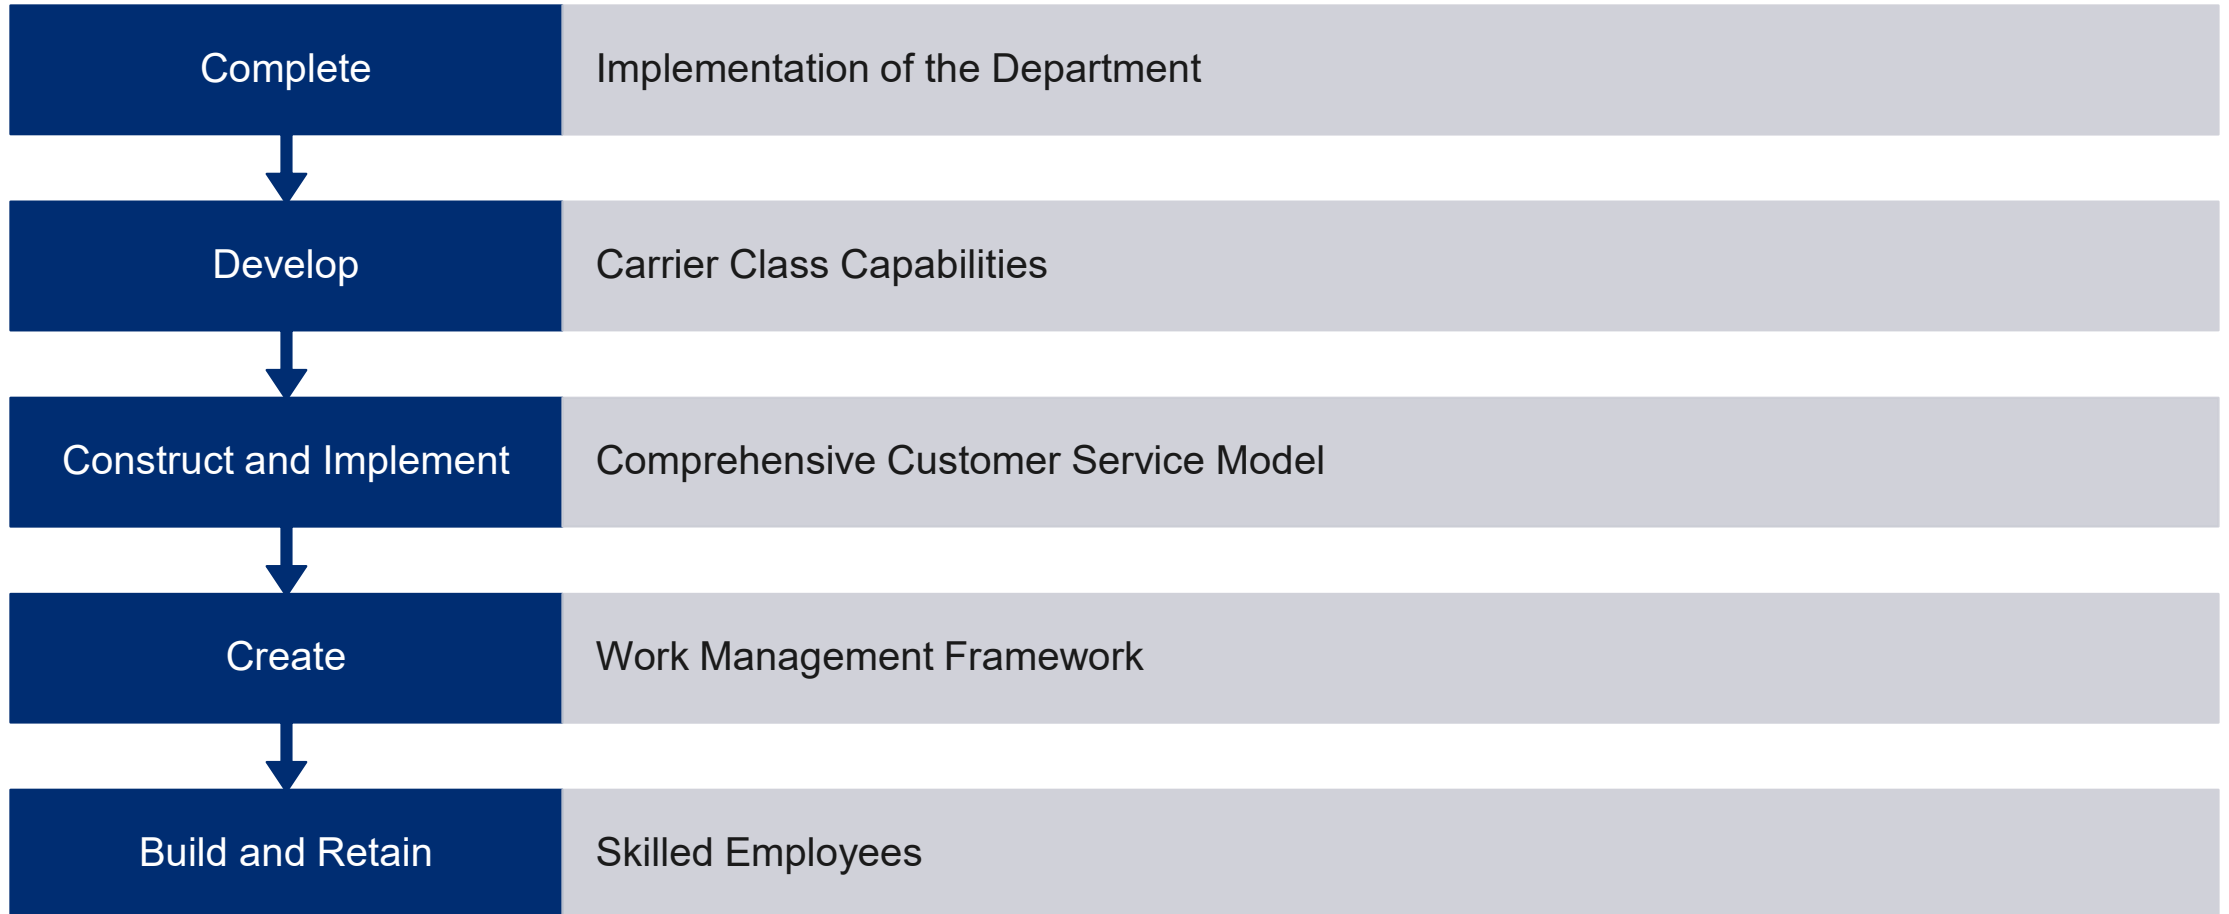 Complete
Implementation of the Department
Develop
Carrier Class Capabilities
Construct and Implement
Comprehensive Customer Service Model
Create
Work Management Framework
Build and Retain
Skilled Employees